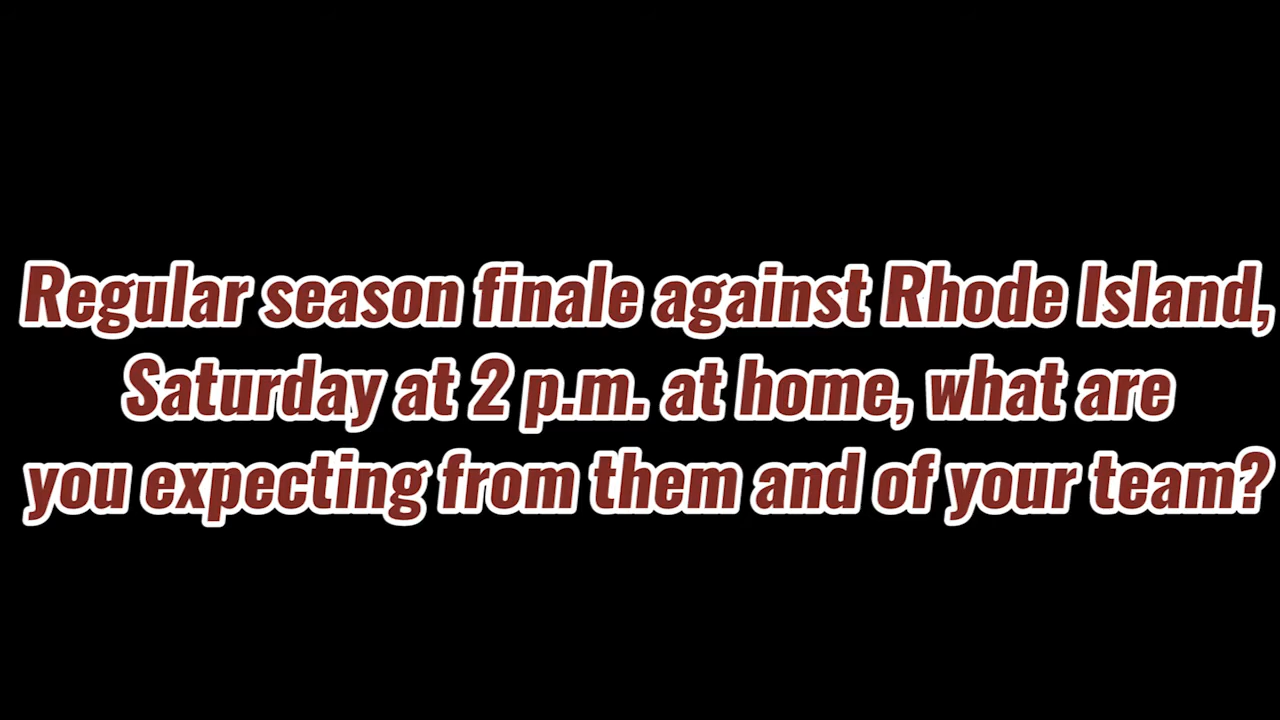 Regular season finale against Rhode Island,
Saturday at 2 p.m. at home, what are
you expecting from them and of your team?